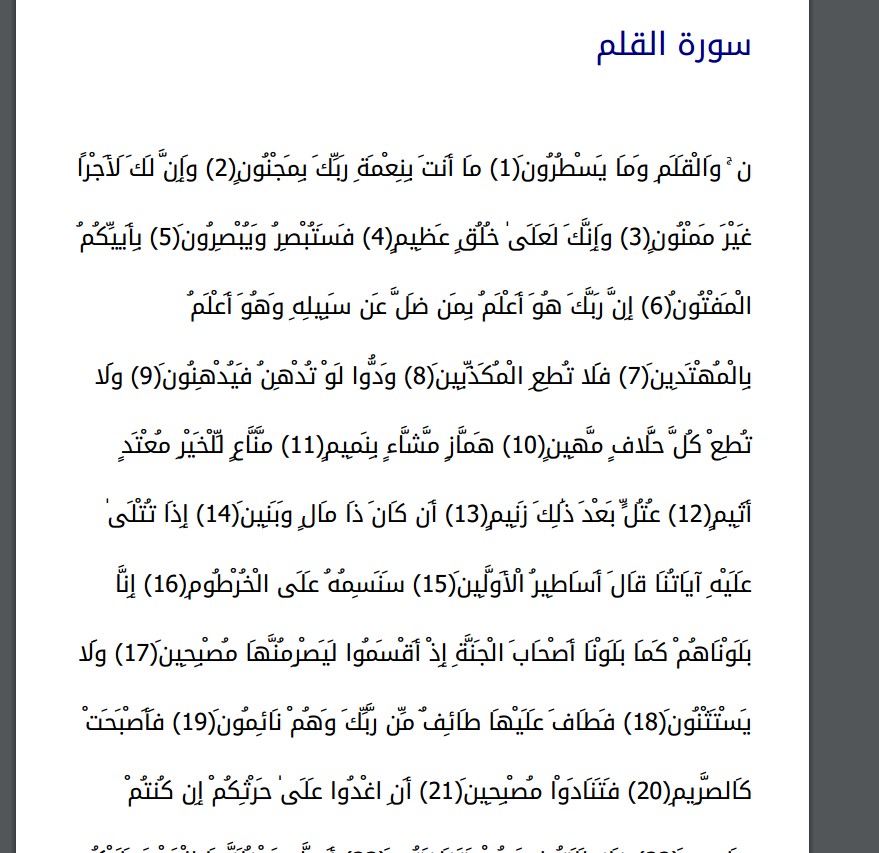 سورة القلم
ن ۚ وَالْقَلَمِ وَمَا يَسْطُرُونَ(1) مَا أَنتَ بِنِعْمَةِ رَبِّكَ بِمَجْنُونٍ(2) وَإِنَّ لَكَ لَأَجْرًا
غَيْرَ مَمْنُونٍ(3) وَإِنَّكَ لَعَلَىٰ خُلُقٍ عَظِيمٍ(4) فَسَتُبْصِرُ وَيُبْصِرُونَ(5) بِأَييِّكُمُ
الْمَفْتُونُ(6) إِنَّ رَبَّكَ هُوَ أَعْلَمُ بِمَن ضَلَّ عَن سَبِيلِهِ وَهُوَ أَعْلَمُ
بِالْمُهْتَدِينَ(7) فَلَا تُطِعِ الْمُكَذِّبِينَ(8) وَدُّوا لَوْ تُدْهِنُ فَيُدْهِنُونَ(9) وَلَا
تُطِعْ كُلَّ حَلَّافٍ مَّهِينٍ(10) هَمَّازٍ مَّشَّاءٍ بِنَمِيمٍ(11) مَّنَّاعٍ لِّلْخَيْرِ مُعْتَدٍ
أَثِيمٍ(12) عُتُلٍّ بَعْدَ ذَٰلِكَ زَنِيمٍ(13) أَن كَانَ ذَا مَالٍ وَبَنِينَ(14) إِذَا تُتْلَىٰ
عَلَيْهِ آيَاتُنَا قَالَ أَسَاطِيرُ الْأَوَّلِينَ(15) سَنَسِمُهُ عَلَى الْخُرْطُومِ(16) إِنَّا
بَلَوْنَاهُمْ كَمَا بَلَوْنَا أَصْحَابَ الْجَنَّةِ إِذْ أَقْسَمُوا لَيَصْرِمُنَّهَا مُصْبِحِينَ(17) وَلَا
يَسْتَثْنُونَ(18) فَطَافَ عَلَيْهَا طَائِفٌ مِّن رَّبِّكَ وَهُمْ نَائِمُونَ(19) فَأَصْبَحَتْ
كَالصَّرِيمِ(20) فَتَنَادَوْا مُصْبِحِينَ(21) أَنِ اغْدُوا عَلَىٰ حَرْثِكُمْ إِن كُنتُمْ